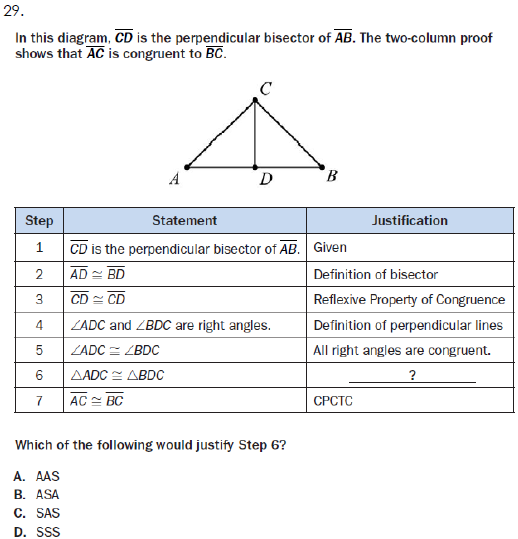 29.
In this diagram, CD is the perpendicular bisector of AB. The two-column proof
shows that AC is congruent to BC.
C
A D B
Step Statement Justification
1 CD is the perpendicular bisector of AB. Given
2 AD ≅ BD Definition of bisector
3 CD ≅ CD Reflexive Property of Congruence
4 ∠ADC and ∠BDC are right angles. Definition of perpendicular lines
5 ∠ADC ≅ ∠BDC All right angles are congruent.
6 △ADC ≅ △BDC ?
7 AC ≅ BC CPCTC
Which of the following would justify Step 6?
A. AAS
B. ASA
C. SAS
D. SSS